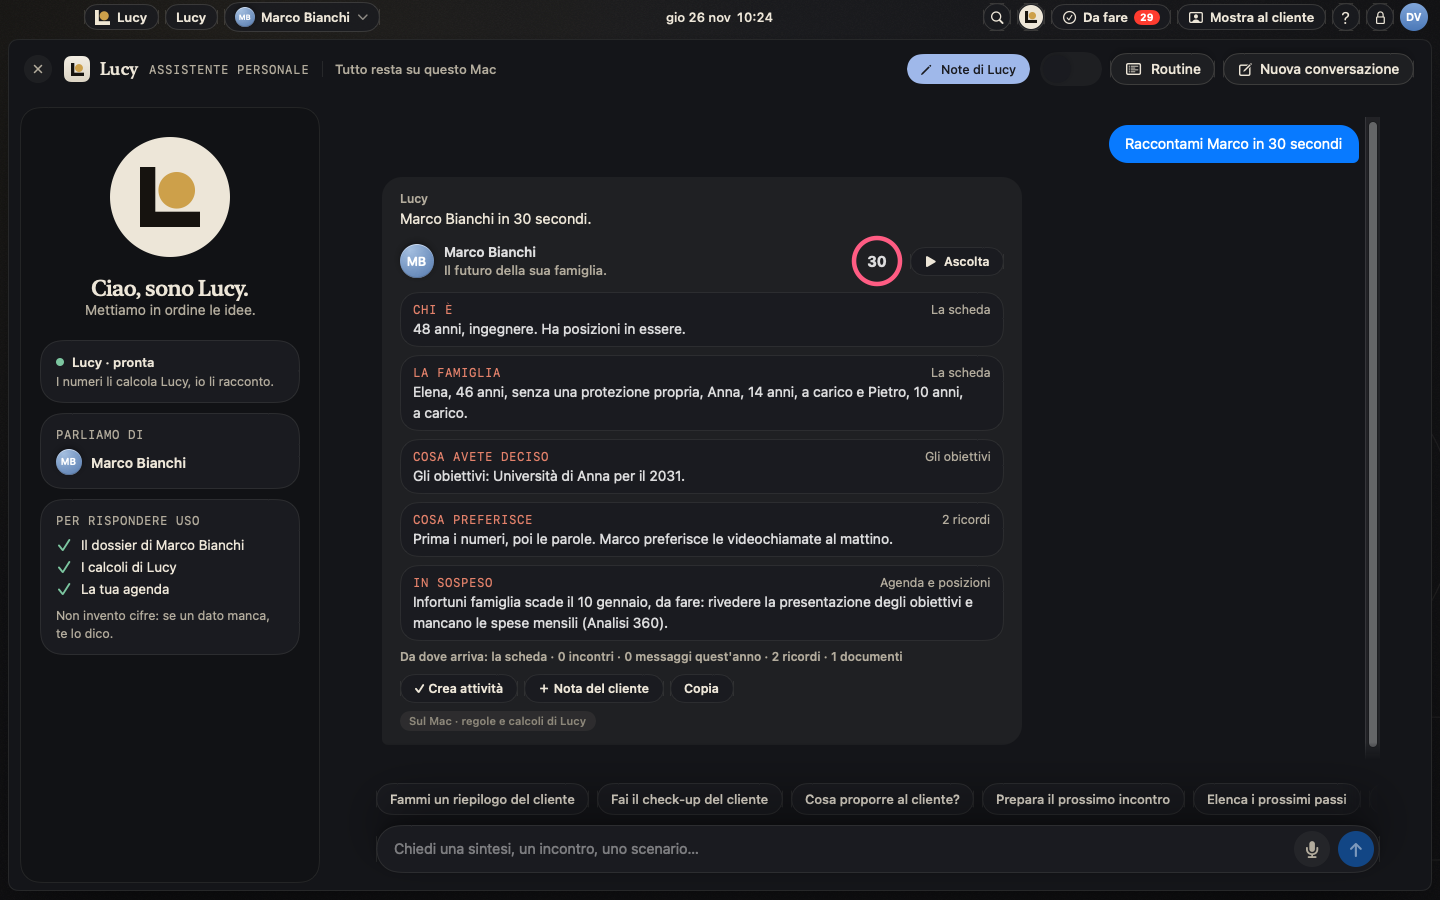 Lucy
Lucy
MB Marco Bianchi
gio 26 nov 10:24
Da fare 29
Mostra al cliente
?
DV
Lucy ASSISTENTE PERSONALE
Tutto resta su questo Mac
Note di Lucy
Routine
Nuova conversazione
Ciao, sono Lucy.
Mettiamo in ordine le idee.
Lucy · pronta
I numeri li calcola Lucy, io li racconto.
PARLIAMO DI
MB Marco Bianchi
PER RISPONDERE USO
Il dossier di Marco Bianchi
I calcoli di Lucy
La tua agenda
Non invento cifre: se un dato manca,
te lo dico.
Raccontami Marco in 30 secondi
Lucy
Marco Bianchi in 30 secondi.
MB
Marco Bianchi
Il futuro della sua famiglia.
30
Ascolta
CHI È
La scheda
48 anni, ingegnere. Ha posizioni in essere.
LA FAMIGLIA
La scheda
Elena, 46 anni, senza una protezione propria, Anna, 14 anni, a carico e Pietro, 10 anni,
a carico.
COSA AVETE DECISO
Gli obiettivi
Gli obiettivi: Università di Anna per il 2031.
COSA PREFERISCE
2 ricordi
Prima i numeri, poi le parole. Marco preferisce le videochiamate al mattino.
IN SOSPESO
Agenda e posizioni
Infortuni famiglia scade il 10 gennaio, da fare: rivedere la presentazione degli obiettivi e
mancano le spese mensili (Analisi 360).
Da dove arriva: la scheda · 0 incontri · 0 messaggi quest'anno · 2 ricordi · 1 documenti
Crea attività
+ Nota del cliente
Copia
Sul Mac · regole e calcoli di Lucy
Fammi un riepilogo del cliente
Fai il check-up del cliente
Cosa proporre al cliente?
Prepara il prossimo incontro
Elenca i prossimi passi
Chiedi una sintesi, un incontro, uno scenario...